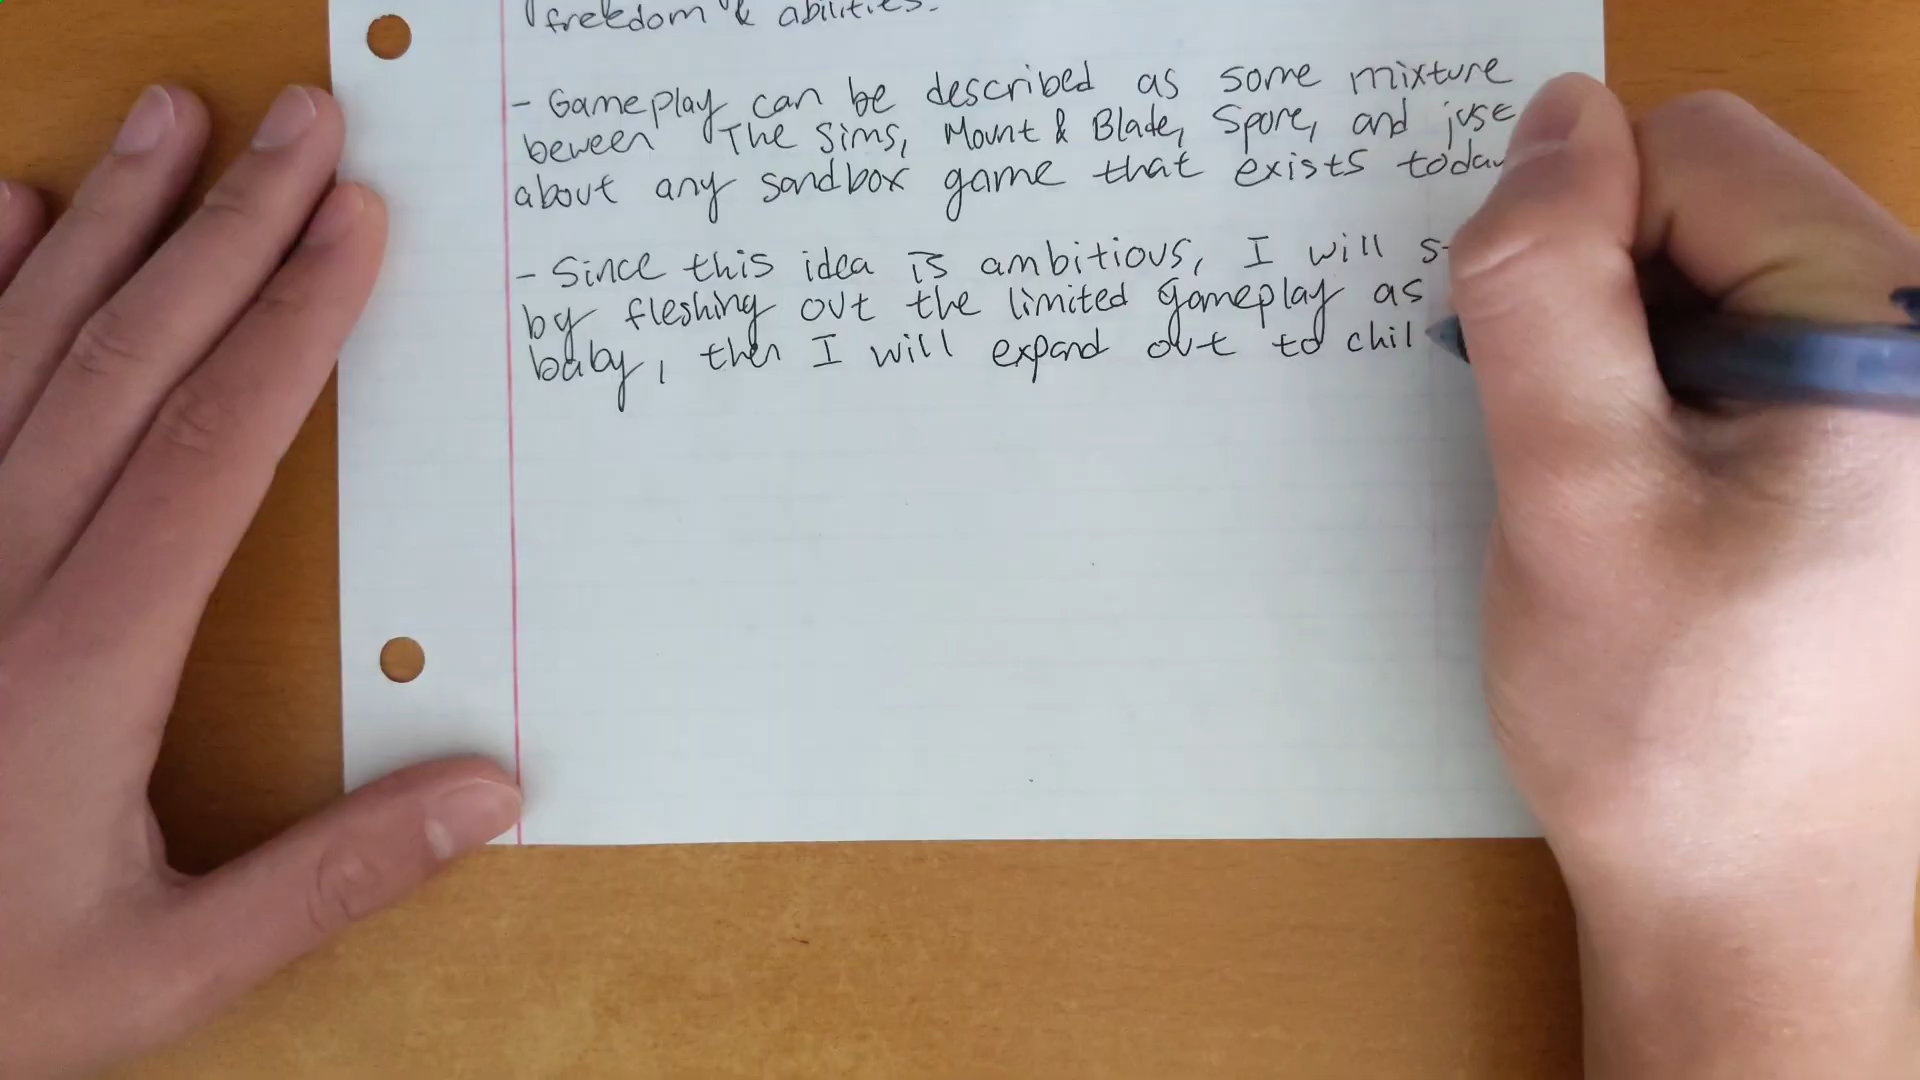 freedom & abilities.
- Gameplay can be described as some mixture
beween The Sims, Mount & Blade, Spore, and juse
about any sandbox game that exists today
- Since this idea is ambitious, I will
by fleshing out the limited gameplay as
baby, then I will expand out to chil